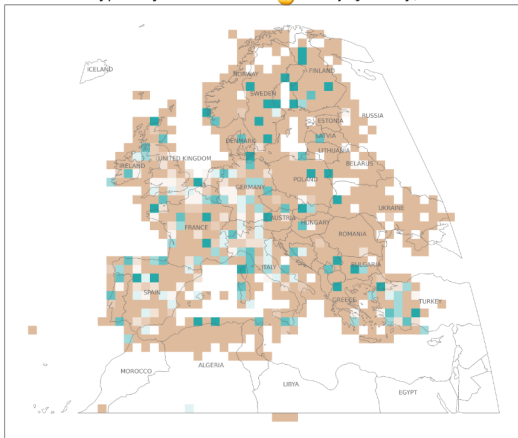 ICELAND
NORWAY
FINLAND
SWEDEN
RUSSIA
ESTONIA
LATVIA
DENMARK
LITHUANIA
UNITED KINGDOM
BELARUS
IRELAND
POLAND
GERMANY
UKRAINE
AUSTRIA
HUNGARY
FRANCE
ROMANIA
ITALY
BULGARIA
SPAIN
GREECE
TURKEY
ALGERIA
MOROCCO
LIBYA
EGYPT